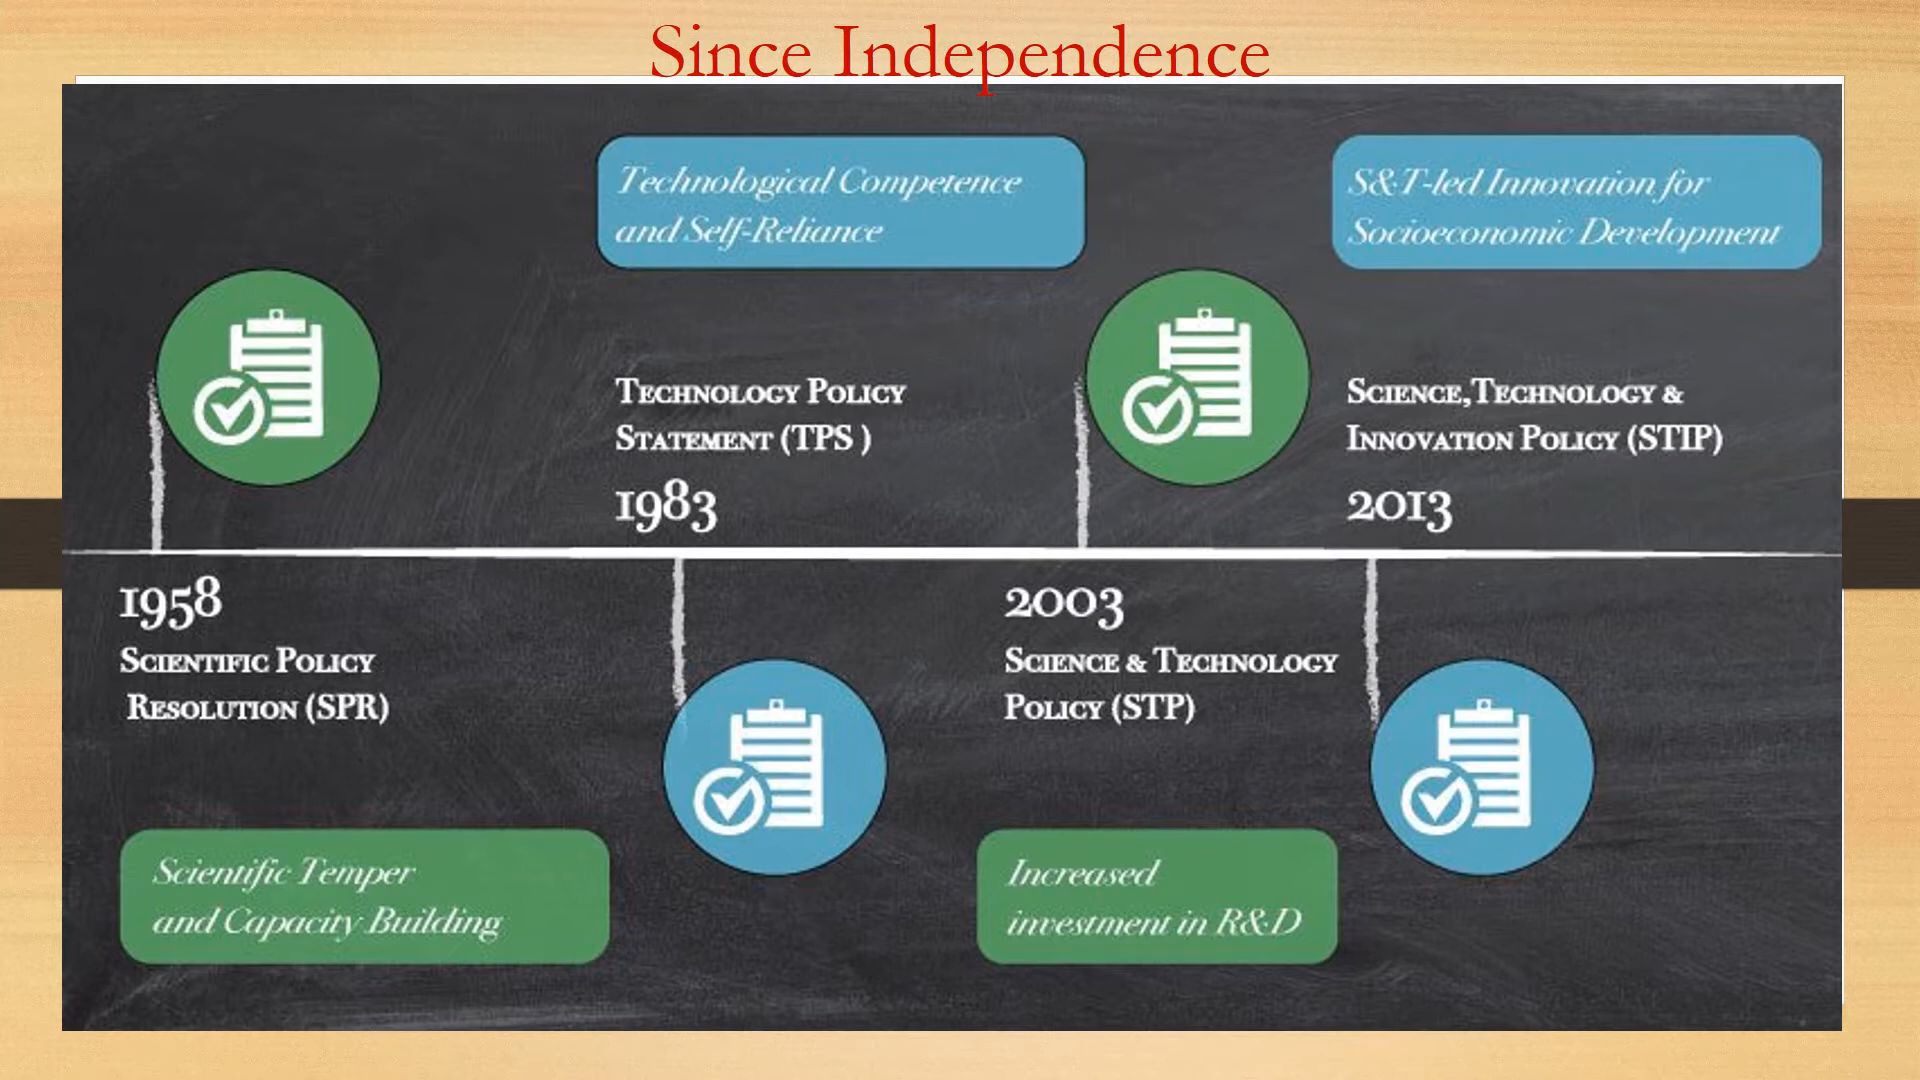 Since Independence
Technological Competence
and Self-Reliance
S&T-led Innovation for
Socioeconomic Development
Technology Policy
Statement (TPS )
1983
Science,Technology &
Innovation Policy (STIP)
2013
1958
Scientific Policy
Resolution (SPR)
2003
Science & Technology
Policy (STP)
Scientific Temper
and Capacity Building
Increased
investment in R&D